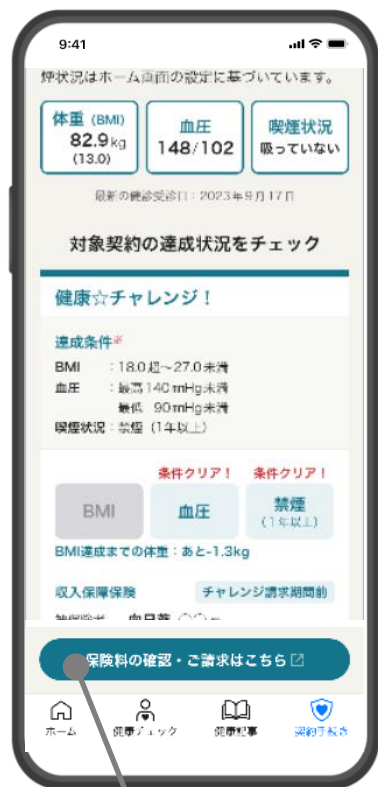 9:41
煙状況はホーム画面の設定に基づいています。
体重 (BMI)
82.9kg
(13.0)
血圧
148/102
喫煙状況
吸っていない
最新の健診受診日：2023年9月17日
対象契約の達成状況をチェック
健康☆チャレンジ！
達成条件※
BMI ：18.0超～27.0未満
血圧 ：最高140mmHg未満
最低 90mmHg未満
喫煙状況：禁煙（1年以上）
条件クリア！ 条件クリア！
BMI
血圧
禁煙
(1年以上)
BMI達成までの体重：あと-1.3kg
収入保障保険
チャレンジ請求期間前
保険料の確認・ご請求はこちら
ホーム
健康チェック
健康記事
契約手続き